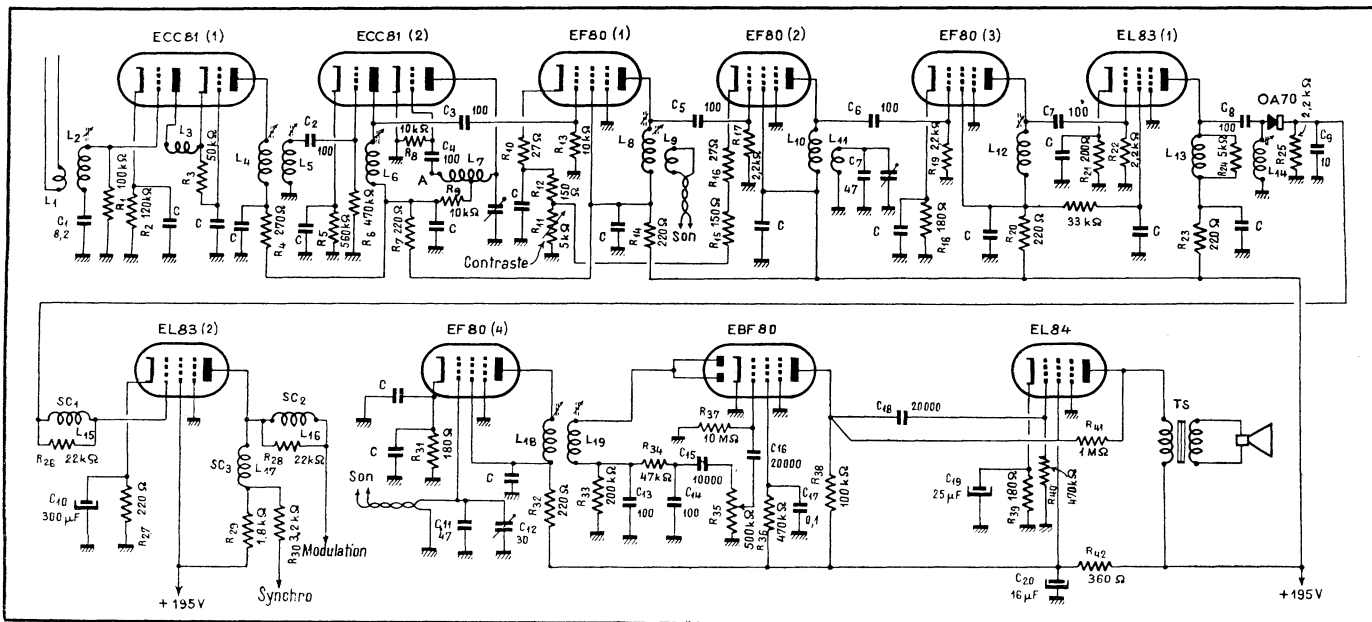 ECC81 (1)
ECC81 (2)
EF80 (1)
EF80 (2)
EF80 (3)
EL83 (1)
L1
L2
C1
8,2
100kΩ
R1
R2 120kΩ
C
L3
50kΩ
R3
C
C
L4
R4 270Ω
L5
C2
100
C
R5 560kΩ
L6
R6 470kΩ
R7 220Ω
10kΩ
R8
C3
100
C4
100
A
L7
R9
10kΩ
C
Contraste
R10 27Ω
C
R12 150Ω
R11 5kΩ
R13 10kΩ
C
L8
R14 220Ω
L9
Son
C5
100
R16 27Ω
R15 150Ω
R17 2,2kΩ
C
L10
L11
C7
47
C6
100
R19 2,2kΩ
C
R18 180Ω
C
L12
R20 220Ω
C7
100
C
R21 200Ω
R22 2,2kΩ
33kΩ
C
L13
R24 5kΩ
R23 220Ω
C
C8
100
OA70
L14
R25
2,2kΩ
C9
10
EL83 (2)
EF80 (4)
EBF80
EL84
SC1
L15
R26 22kΩ
C10
300µF
220Ω
R27
SC2
L16
R28 22kΩ
SC3
L17
R29 1,8kΩ
R30 3,2kΩ
Modulation
Synchro
+195V
C
C
R31 180Ω
Son
C11
47
C12
30
C
L18
R32 220Ω
L19
R33 200kΩ
C13
100
R34
47kΩ
C14
100
C15
10000
R35 500kΩ
R37
10MΩ
C16
20000
R36 470kΩ
C17
0,1
R38 100kΩ
C18 20000
R41
1MΩ
C19
25µF
R39 180Ω
R40 470kΩ
C20
16µF
R42
360Ω
TS
+195V